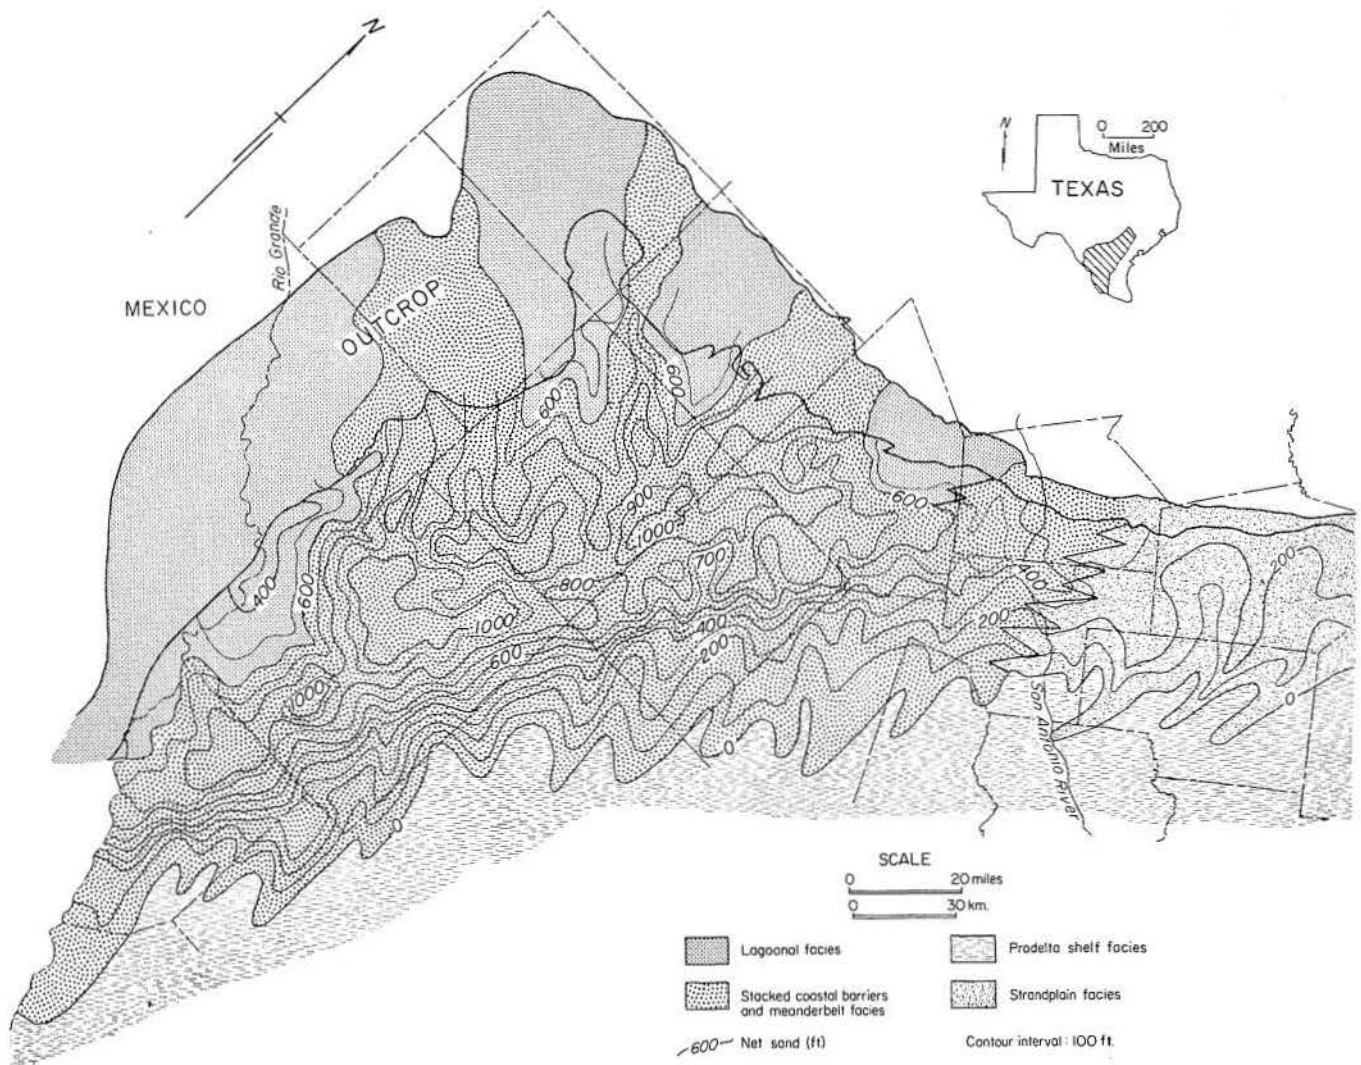 N
N
0 200
Miles
TEXAS
Rio Grande
MEXICO
OUTCROP
600
600
900
1000
700
800
1000
600
400
200
600
400
200
200
400
600
1000
0
0
0
San Antonio River
SCALE
0 20 miles
0 30 km.
Lagoonal facies
Prodelta shelf facies
Stacked coastal barriers
and meanderbelt facies
Strandplain facies
600 Net sand (ft)
Contour interval: 100 ft.